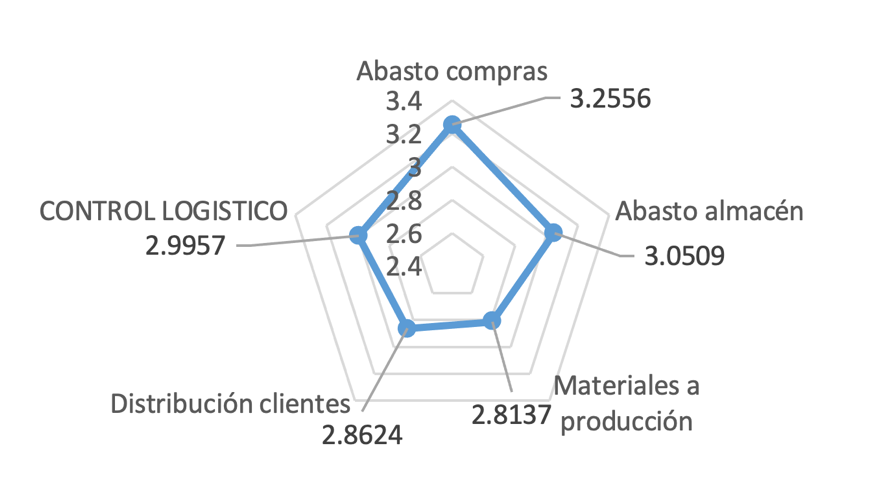 Abasto compras
3.4
3.2556
3.2
3
2.8
2.6
2.4
CONTROL LOGISTICO
2.9957
Abasto almacén
3.0509
Materiales a
producción
2.8137
Distribución clientes
2.8624